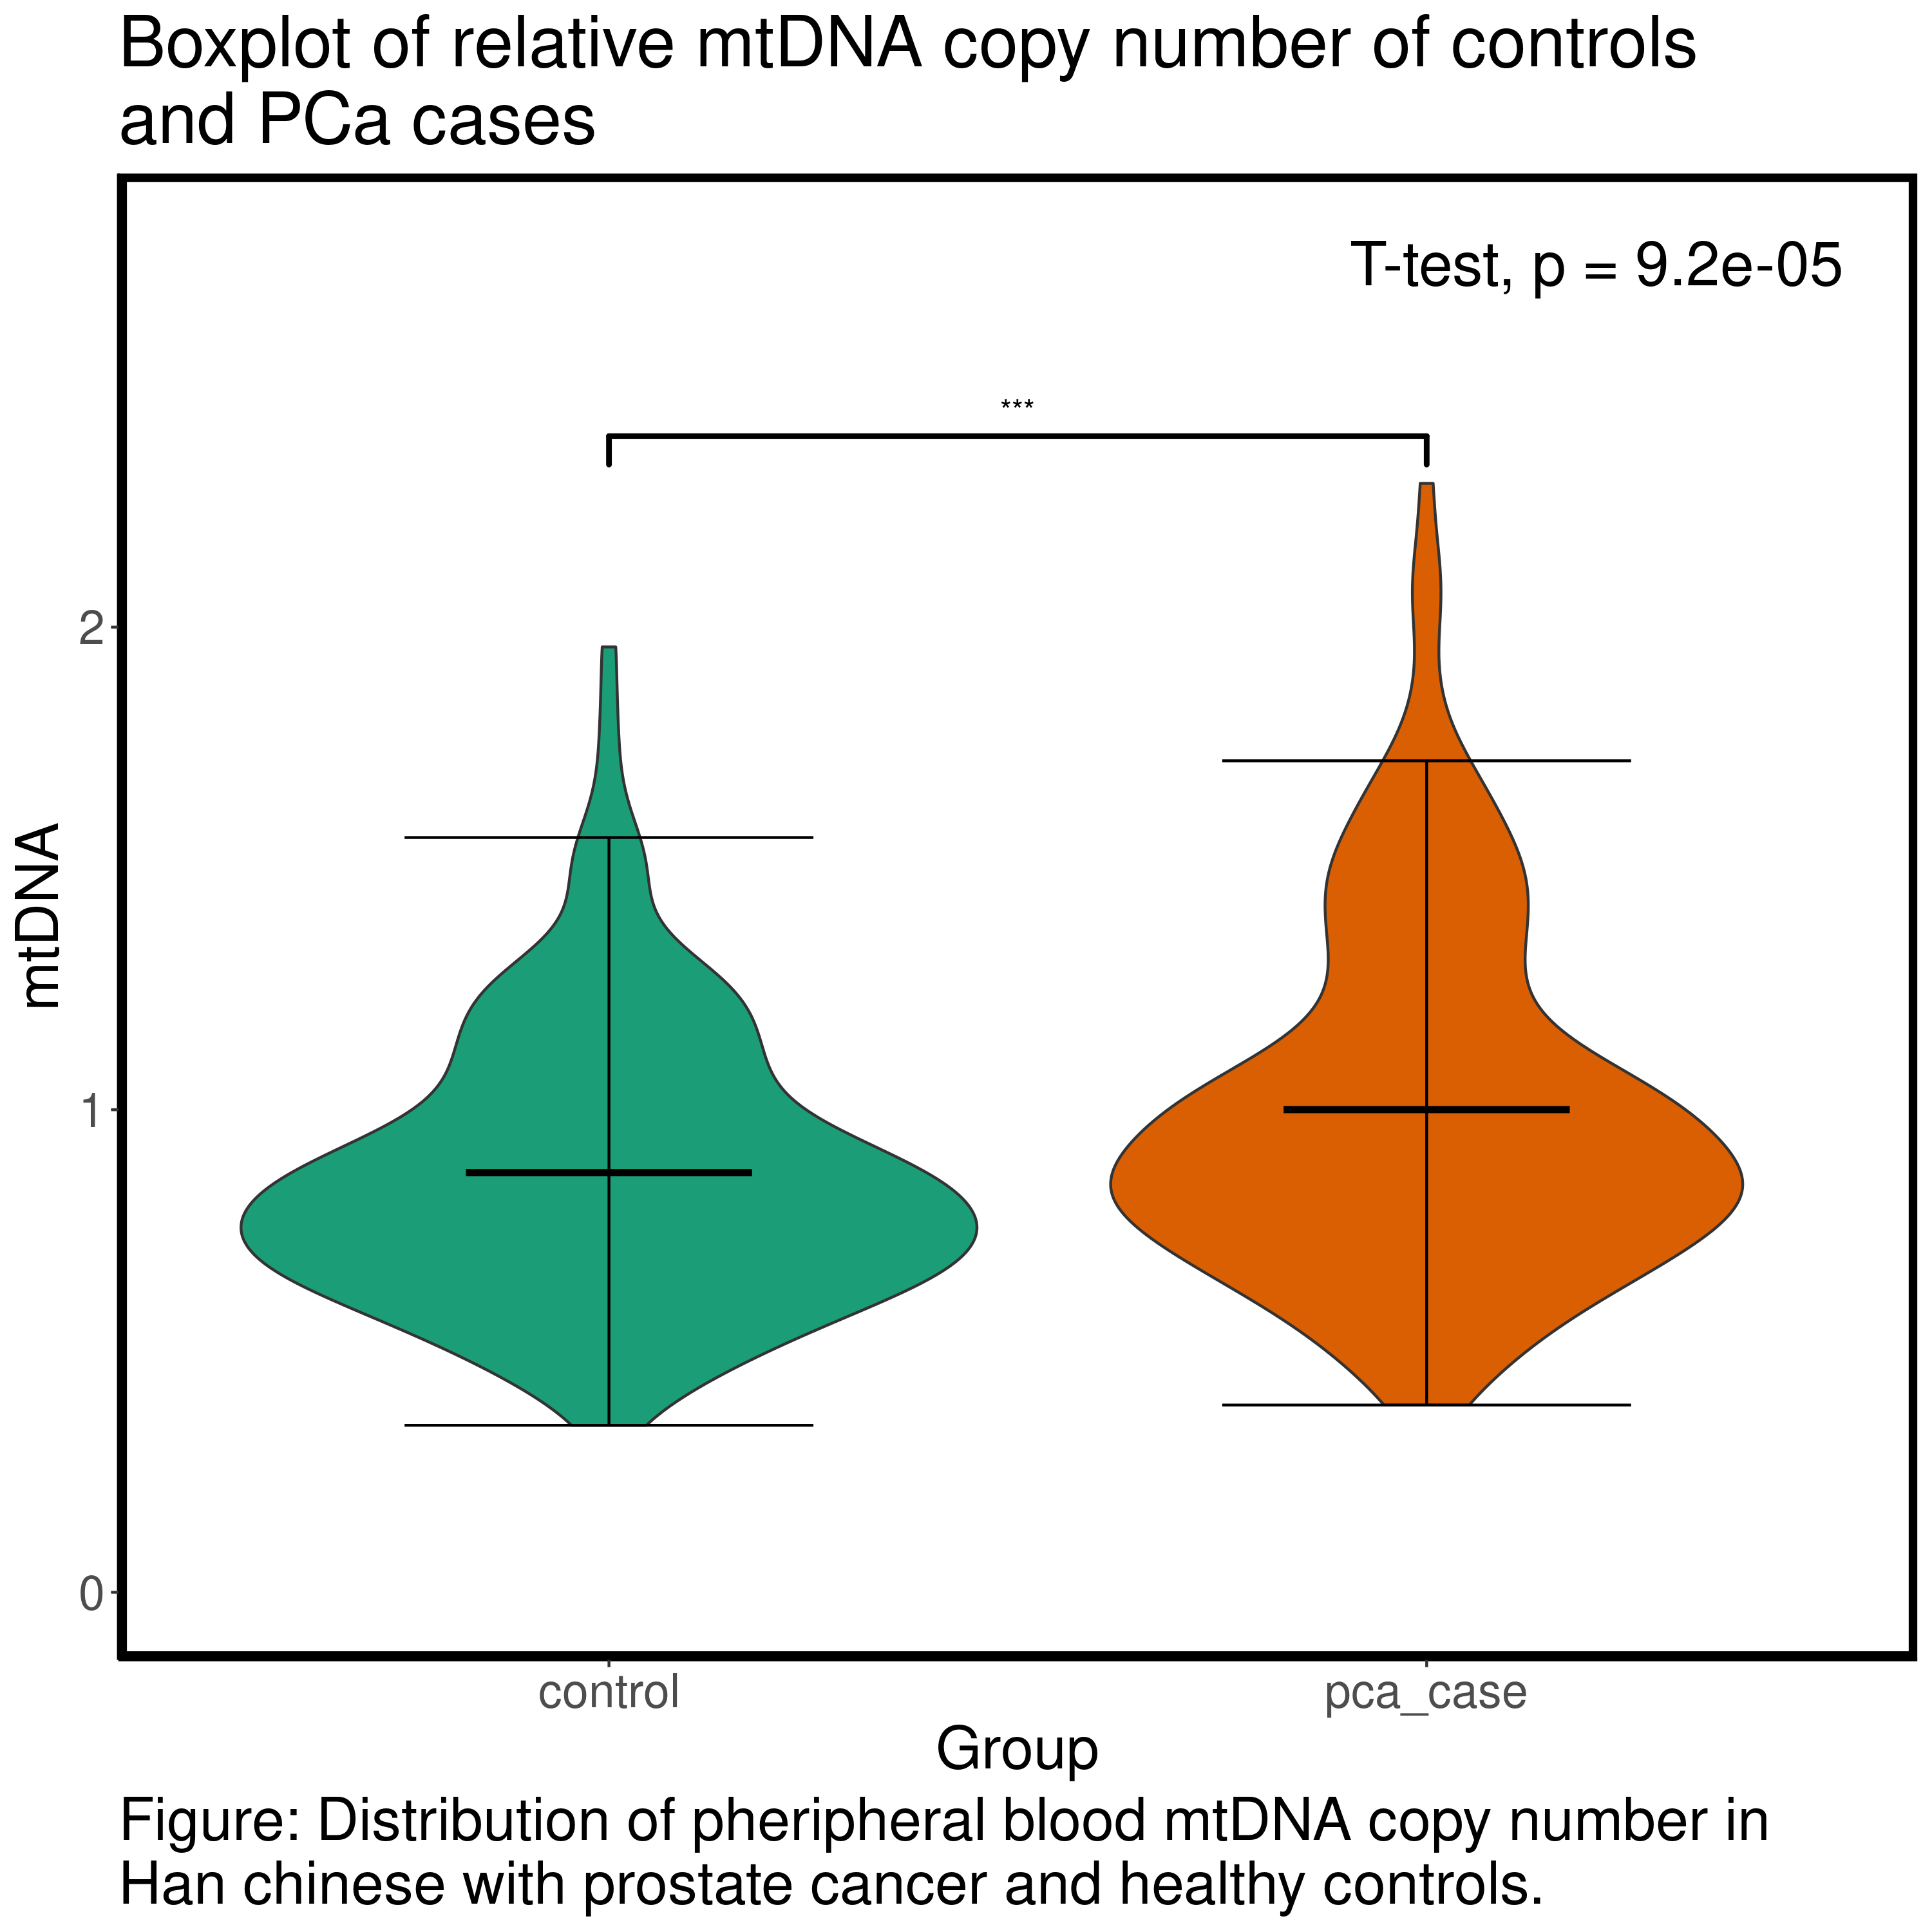 Boxplot of relative mtDNA copy number of controls
and PCa cases
T-test, p = 9.2e-05
***
2
1
0
mtDNA
control
pca_case
Group
Figure: Distribution of pheripheral blood mtDNA copy number in
Han chinese with prostate cancer and healthy controls.